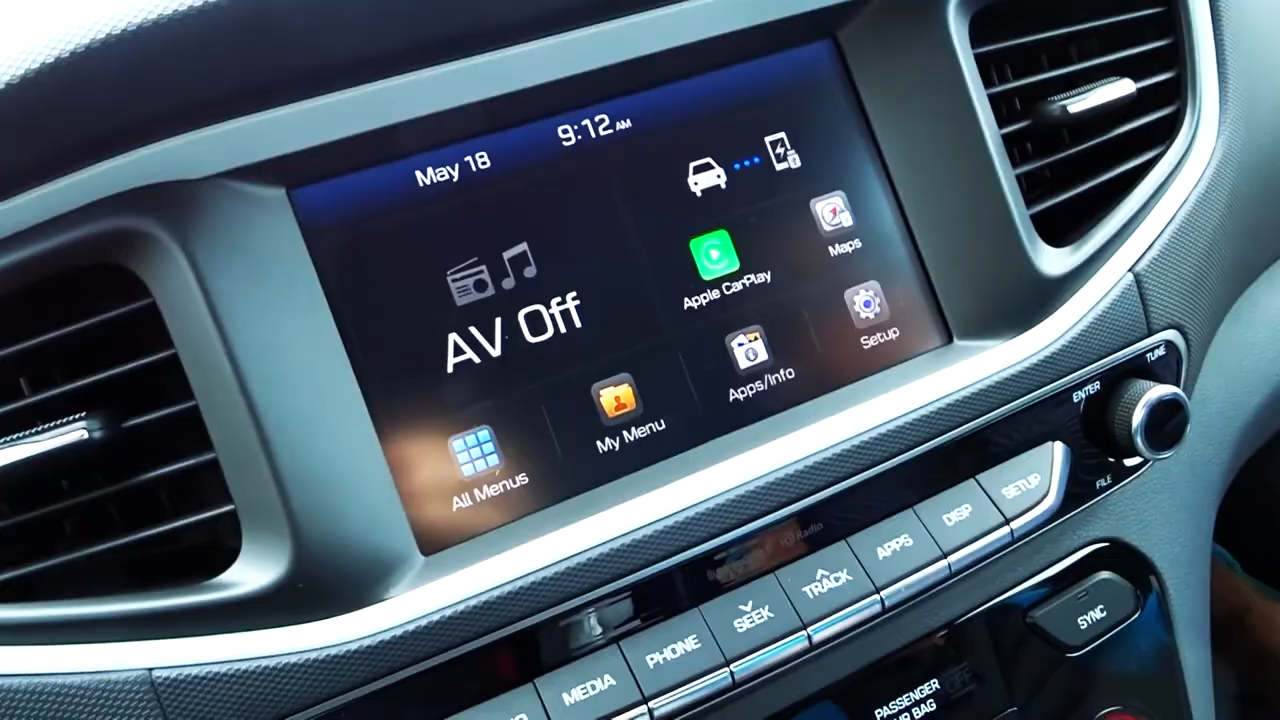 May 18
9:12 AM
AV Off
Apple CarPlay
Maps
All Menus
My Menu
Apps/Info
Setup
TUNE
ENTER
FILE
MEDIA
PHONE
SEEK
TRACK
APPS
DISP
SETUP
HD Radio
SYNC
PASSENGER
AIR BAG
OFF